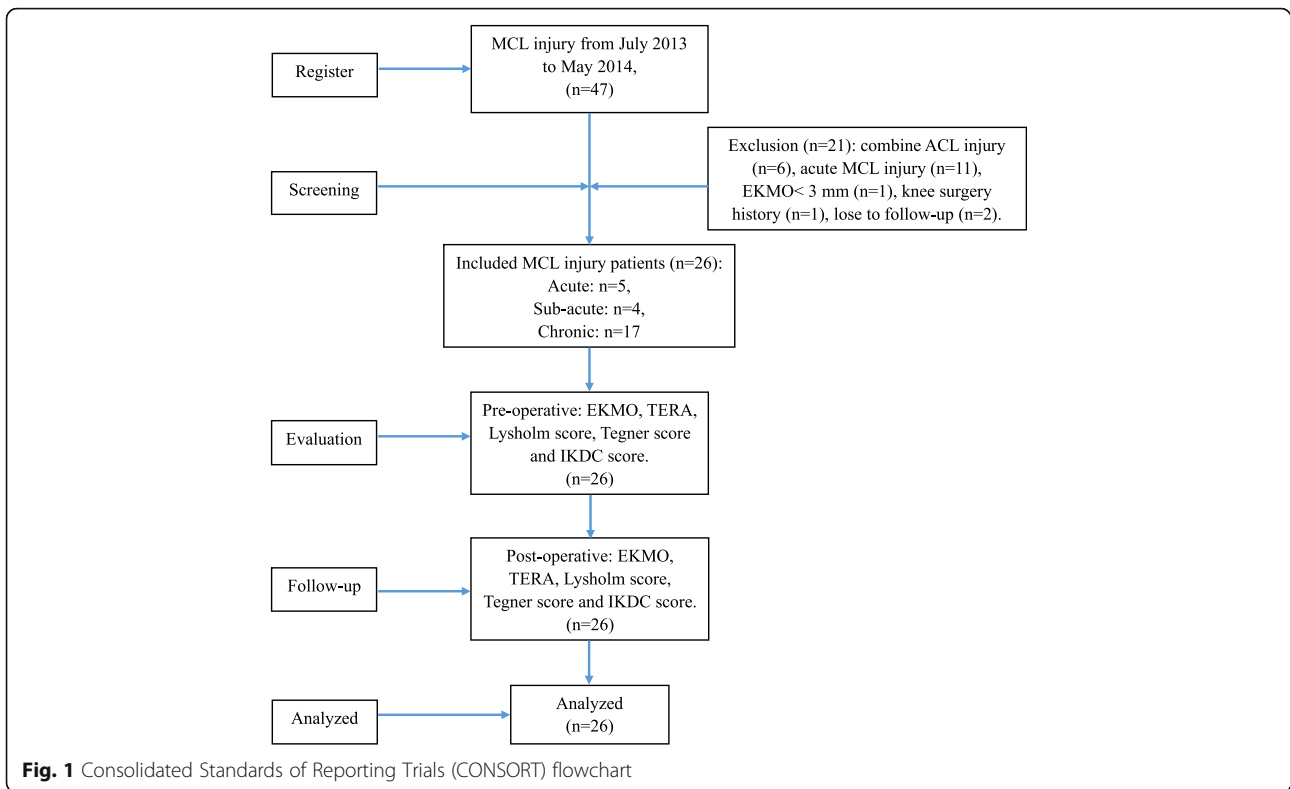 Register
MCL injury from July 2013
to May 2014,
(n=47)
Screening
Exclusion (n=21): combine ACL injury
(n=6), acute MCL injury (n=11),
EKMO< 3 mm (n=1), knee surgery
history (n=1), lose to follow-up (n=2).
Included MCL injury patients (n=26):
Acute: n=5,
Sub-acute: n=4,
Chronic: n=17
Evaluation
Pre-operative: EKMO, TERA,
Lysholm score, Tegner score
and IKDC score.
(n=26)
Follow-up
Post-operative: EKMO,
TERA, Lysholm score,
Tegner score and IKDC score.
(n=26)
Analyzed
Analyzed
(n=26)
Fig. 1 Consolidated Standards of Reporting Trials (CONSORT) flowchart